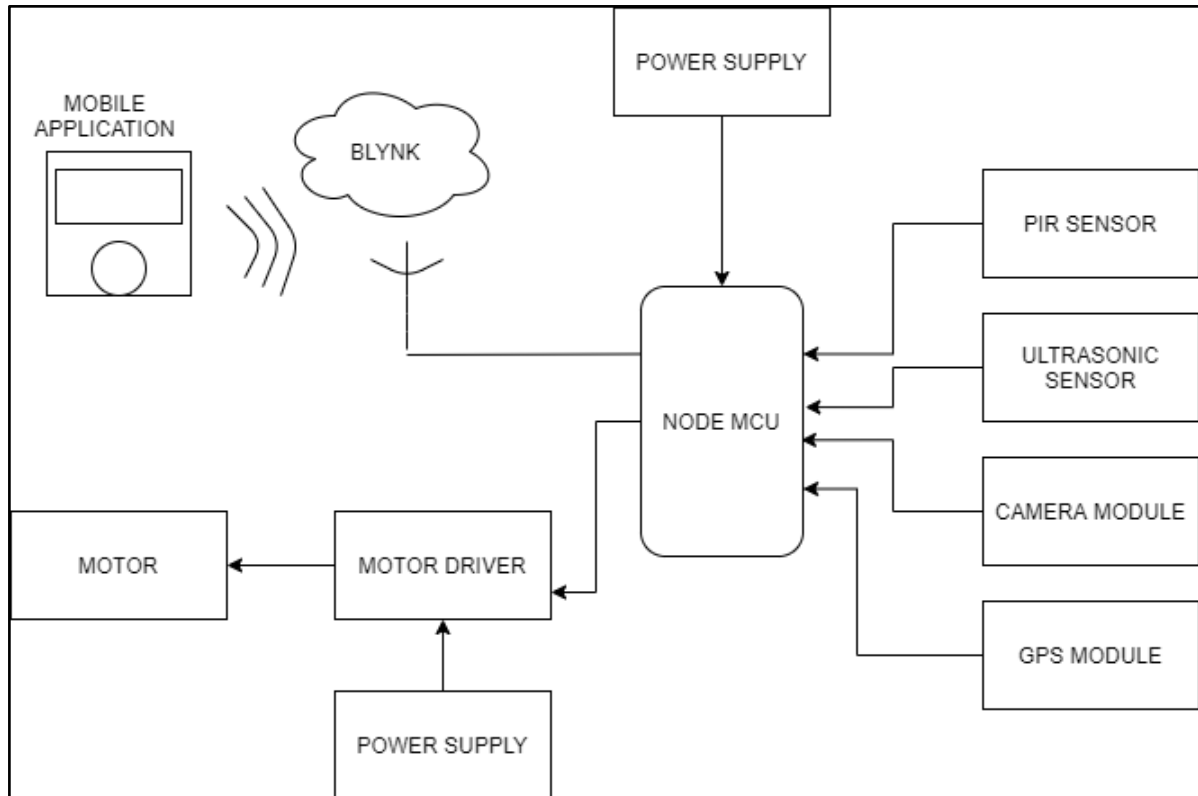 POWER SUPPLY
MOBILE
APPLICATION
BLYNK
PIR SENSOR
ULTRASONIC
SENSOR
NODE MCU
CAMERA MODULE
MOTOR
MOTOR DRIVER
GPS MODULE
POWER SUPPLY